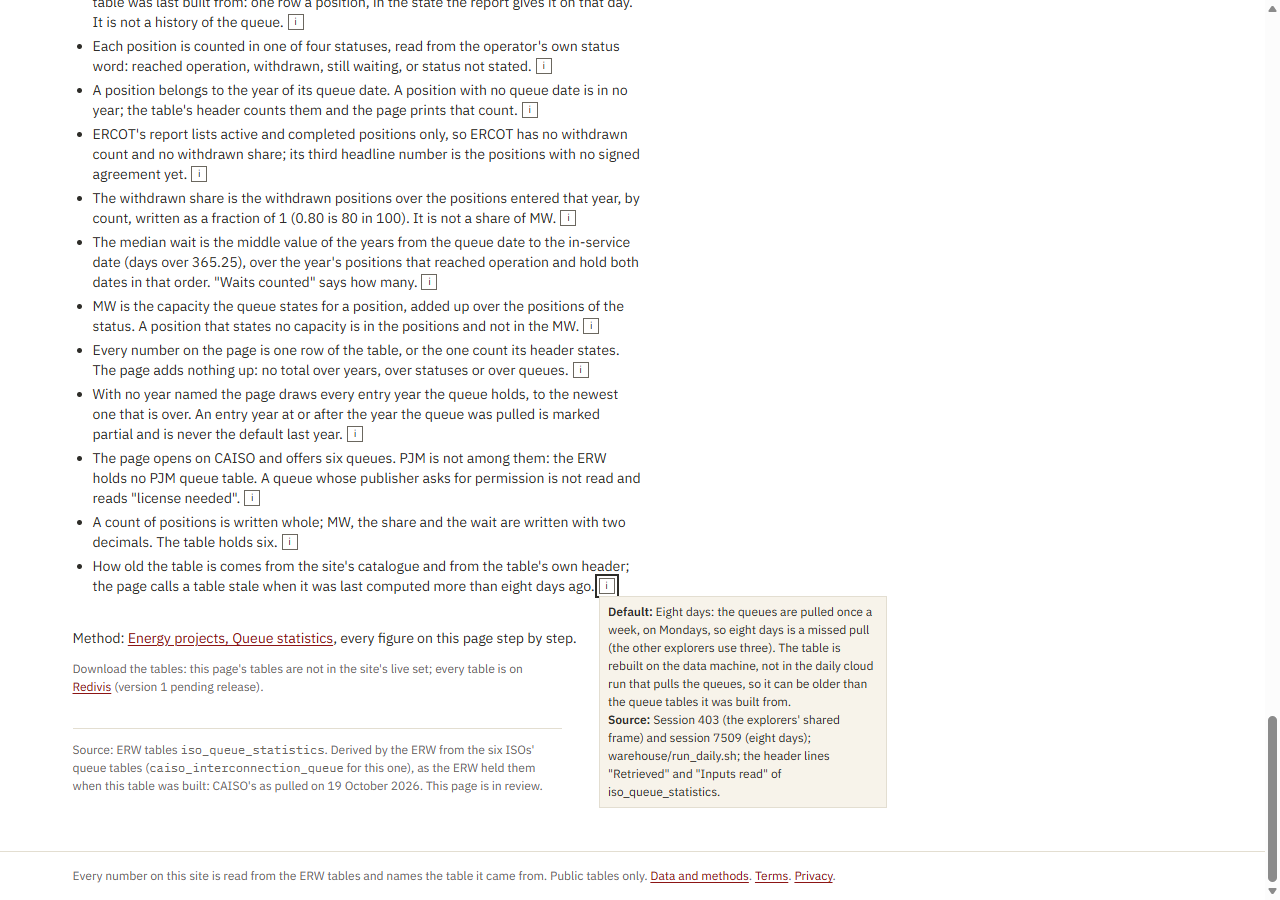 table was last built from: one row a position, in the state the report gives it on that day.
It is not a history of the queue. i
Each position is counted in one of four statuses, read from the operator's own status
word: reached operation, withdrawn, still waiting, or status not stated. i
A position belongs to the year of its queue date. A position with no queue date is in no
year; the table's header counts them and the page prints that count. i
ERCOT's report lists active and completed positions only, so ERCOT has no withdrawn
count and no withdrawn share; its third headline number is the positions with no signed
agreement yet. i
The withdrawn share is the withdrawn positions over the positions entered that year, by
count, written as a fraction of 1 (0.80 is 80 in 100). It is not a share of MW. i
The median wait is the middle value of the years from the queue date to the in-service
date (days over 365.25), over the year's positions that reached operation and hold both
dates in that order. "Waits counted" says how many. i
MW is the capacity the queue states for a position, added up over the positions of the
status. A position that states no capacity is in the positions and not in the MW. i
Every number on the page is one row of the table, or the one count its header states.
The page adds nothing up: no total over years, over statuses or over queues. i
With no year named the page draws every entry year the queue holds, to the newest
one that is over. An entry year at or after the year the queue was pulled is marked
partial and is never the default last year. i
The page opens on CAISO and offers six queues. PJM is not among them: the ERW
holds no PJM queue table. A queue whose publisher asks for permission is not read and
reads "license needed". i
A count of positions is written whole; MW, the share and the wait are written with two
decimals. The table holds six. i
How old the table is comes from the site's catalogue and from the table's own header;
the page calls a table stale when it was last computed more than eight days ago. i
Default: Eight days: the queues are pulled once a
week, on Mondays, so eight days is a missed pull
(the other explorers use three). The table is
rebuilt on the data machine, not in the daily cloud
run that pulls the queues, so it can be older than
the queue tables it was built from.
Source: Session 403 (the explorers' shared
frame) and session 7509 (eight days);
warehouse/run_daily.sh; the header lines
"Retrieved" and "Inputs read" of
iso_queue_statistics.
Method: Energy projects, Queue statistics, every figure on this page step by step.
Download the tables: this page's tables are not in the site's live set; every table is on
Redivis (version 1 pending release).
Source: ERW tables iso_queue_statistics. Derived by the ERW from the six ISOs'
queue tables (caiso_interconnection_queue for this one), as the ERW held them
when this table was built: CAISO's as pulled on 19 October 2026. This page is in review.
Every number on this site is read from the ERW tables and names the table it came from. Public tables only. Data and methods. Terms. Privacy.